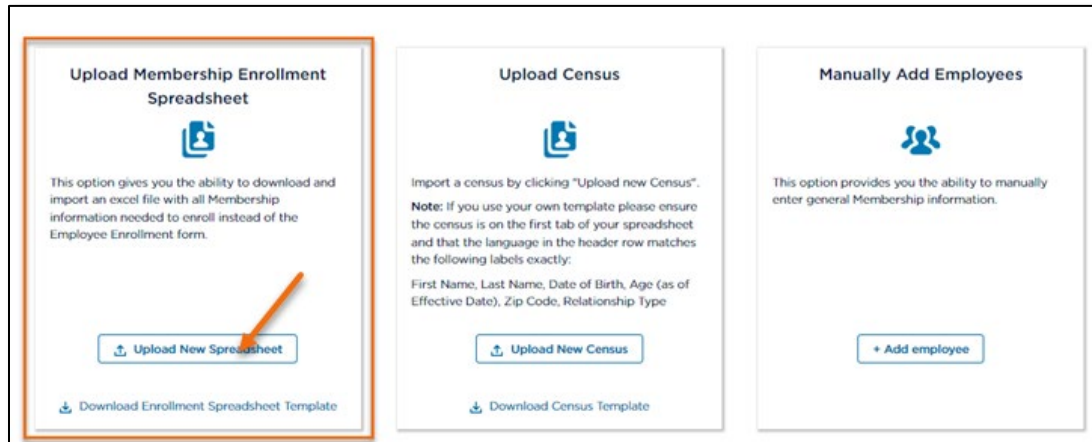 Upload Membership Enrollment
Spreadsheet
This option gives you the ability to download and
import an excel file with all Membership
information needed to enroll instead of the
Employee Enrollment form.
Upload New Spreadsheet
Download Enrollment Spreadsheet Template
Upload Census
Import a census by clicking "Upload new Census".
Note: If you use your own template please ensure
the census is on the first tab of your spreadsheet
and that the language in the header row matches
the following labels exactly:
First Name, Last Name, Date of Birth, Age (as of
Effective Date), Zip Code, Relationship Type
Upload New Census
Download Census Template
Manually Add Employees
This option provides you the ability to manually
enter general Membership information.
+ Add employee